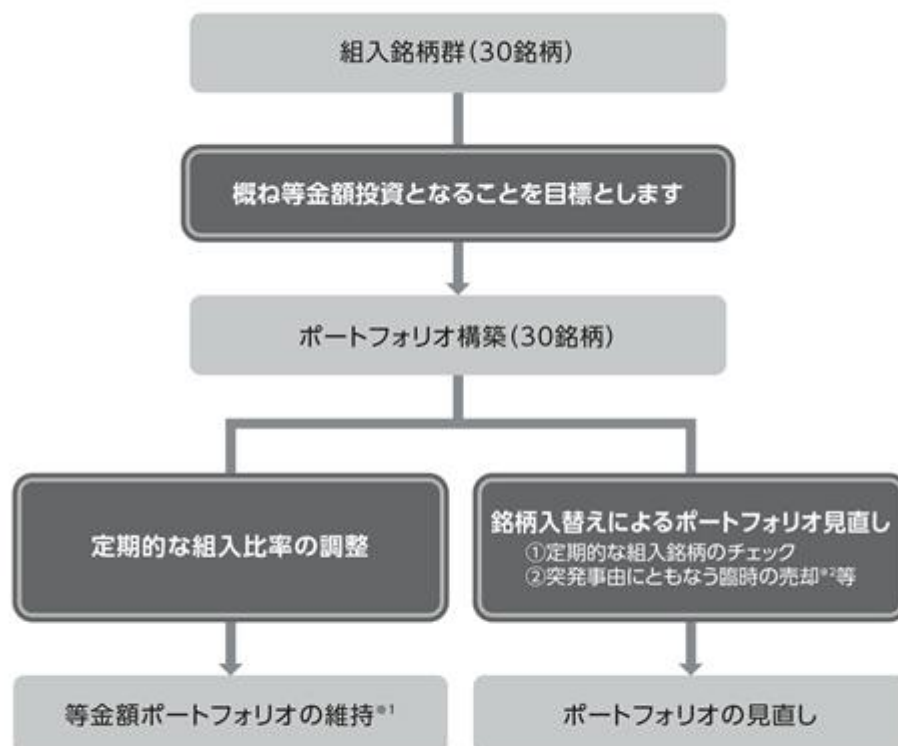 組入銘柄群(30銘柄)
概ね等金額投資となることを目標とします
ポートフォリオ構築(30銘柄)
定期的な組入比率の調整
銘柄入替えによるポートフォリオ見直し
①定期的な組入銘柄のチェック
②突発事由にともなう臨時の売却※2等
等金額ポートフォリオの維持※1
ポートフォリオの見直し